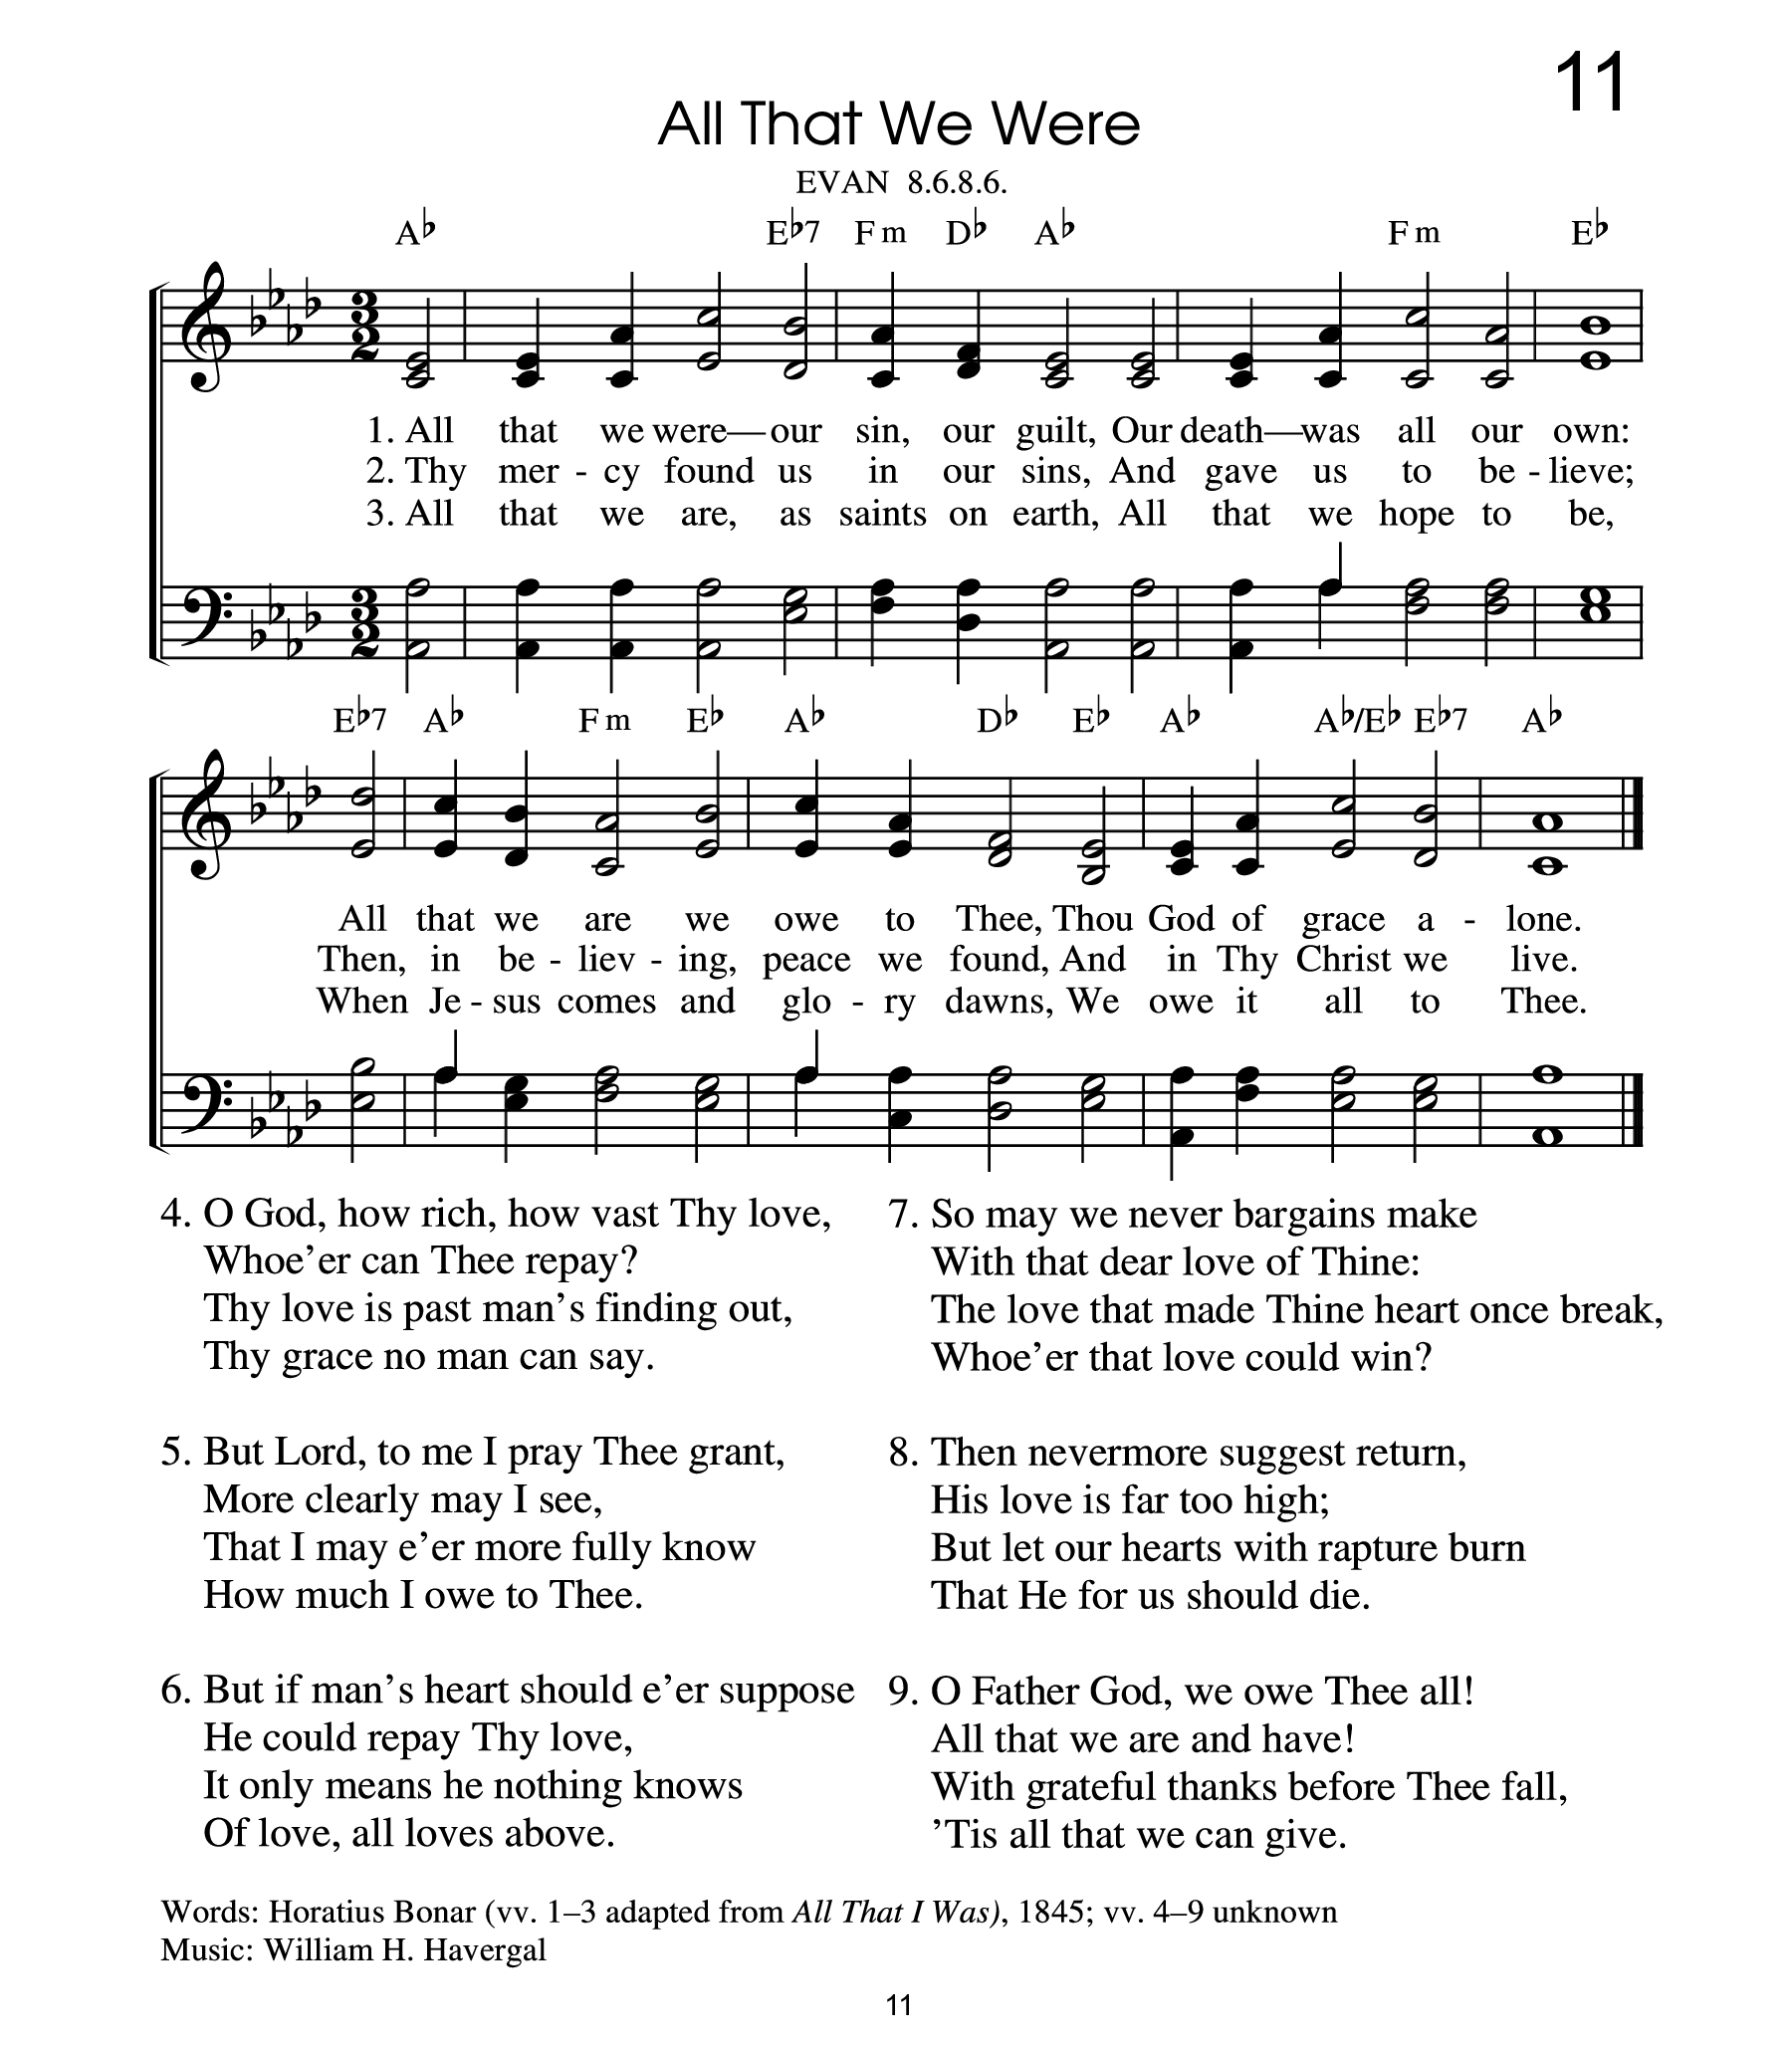 11
All That We Were
EVAN 8.6.8.6.
A♭ E♭7 Fm D♭ A♭ Fm E♭
1. All that we were—our sin, our guilt, Our death—was all our own:
2. Thy mer - cy found us in our sins, And gave us to be - lieve;
3. All that we are, as saints on earth, All that we hope to be,
E♭7 A♭ Fm E♭ A♭ D♭ E♭ A♭ A♭/E♭ E♭7 A♭
All that we are we owe to Thee, Thou God of grace a - lone.
Then, in be - liev - ing, peace we found, And in Thy Christ we live.
When Je - sus comes and glo - ry dawns, We owe it all to Thee.
4. O God, how rich, how vast Thy love,
Whoe’er can Thee repay?
Thy love is past man’s finding out,
Thy grace no man can say.
5. But Lord, to me I pray Thee grant,
More clearly may I see,
That I may e’er more fully know
How much I owe to Thee.
6. But if man’s heart should e’er suppose
He could repay Thy love,
It only means he nothing knows
Of love, all loves above.
7. So may we never bargains make
With that dear love of Thine:
The love that made Thine heart once break,
Whoe’er that love could win?
8. Then nevermore suggest return,
His love is far too high;
But let our hearts with rapture burn
That He for us should die.
9. O Father God, we owe Thee all!
All that we are and have!
With grateful thanks before Thee fall,
’Tis all that we can give.
Words: Horatius Bonar (vv. 1–3 adapted from All That I Was), 1845; vv. 4–9 unknown
Music: William H. Havergal
11